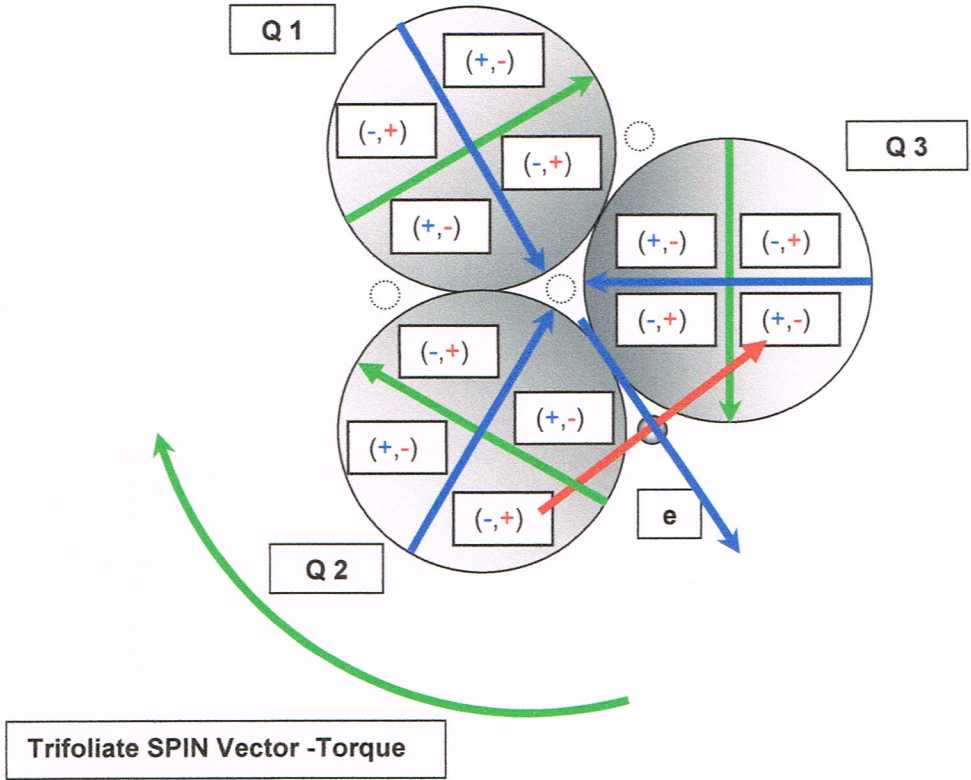 Q 1
(+,-)
(-,+)
(-,+)
(+,-)
Q 3
(+,-)
(-,+)
(-,+)
(+,-)
(-,+)
(+,-)
(+,-)
(-,+)
e
Q 2
Trifoliate SPIN Vector -Torque